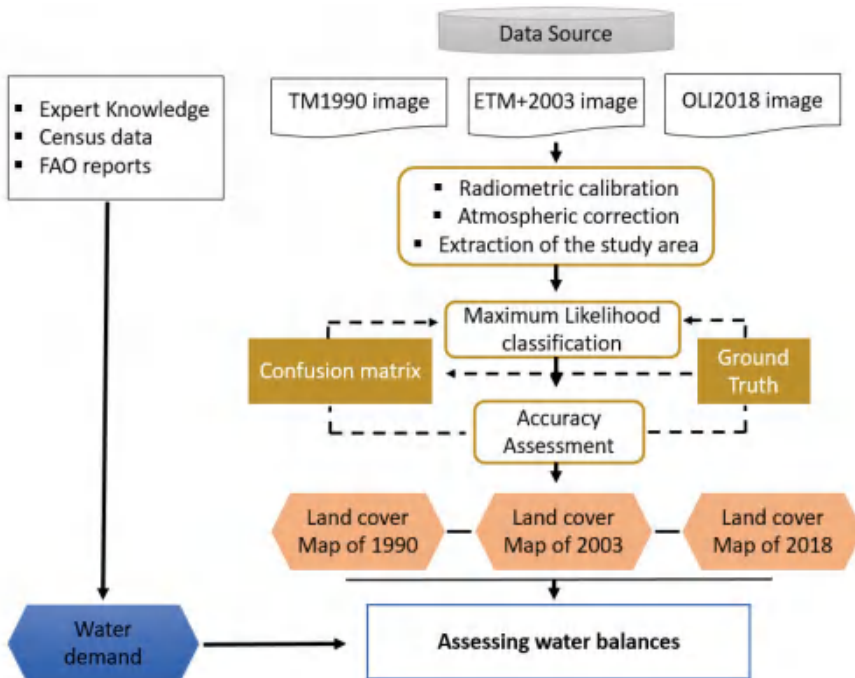 Data Source
▪ Expert Knowledge
▪ Census data
▪ FAO reports
TM1990 image
ETM+2003 image
OLI2018 image
▪ Radiometric calibration
▪ Atmospheric correction
▪ Extraction of the study area
Maximum Likelihood
classification
Confusion matrix
Ground
Truth
Accuracy
Assessment
Land cover
Map of 1990
Land cover
Map of 2003
Land cover
Map of 2018
Water
demand
Assessing water balances